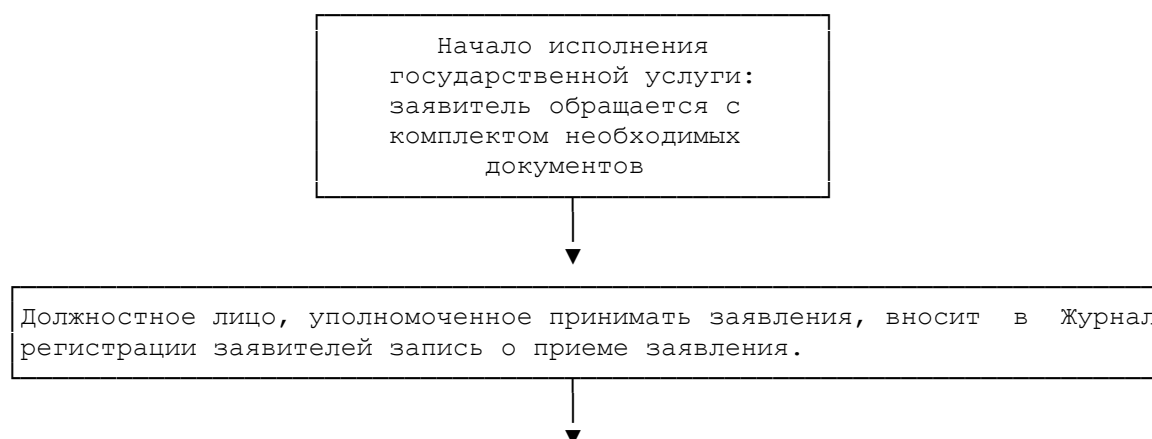 Начало исполнения
государственной услуги:
заявитель обращается с
комплектом необходимых
документов
Должностное лицо, уполномоченное принимать заявления, вносит в Журнал
регистрации заявителей запись о приеме заявления.